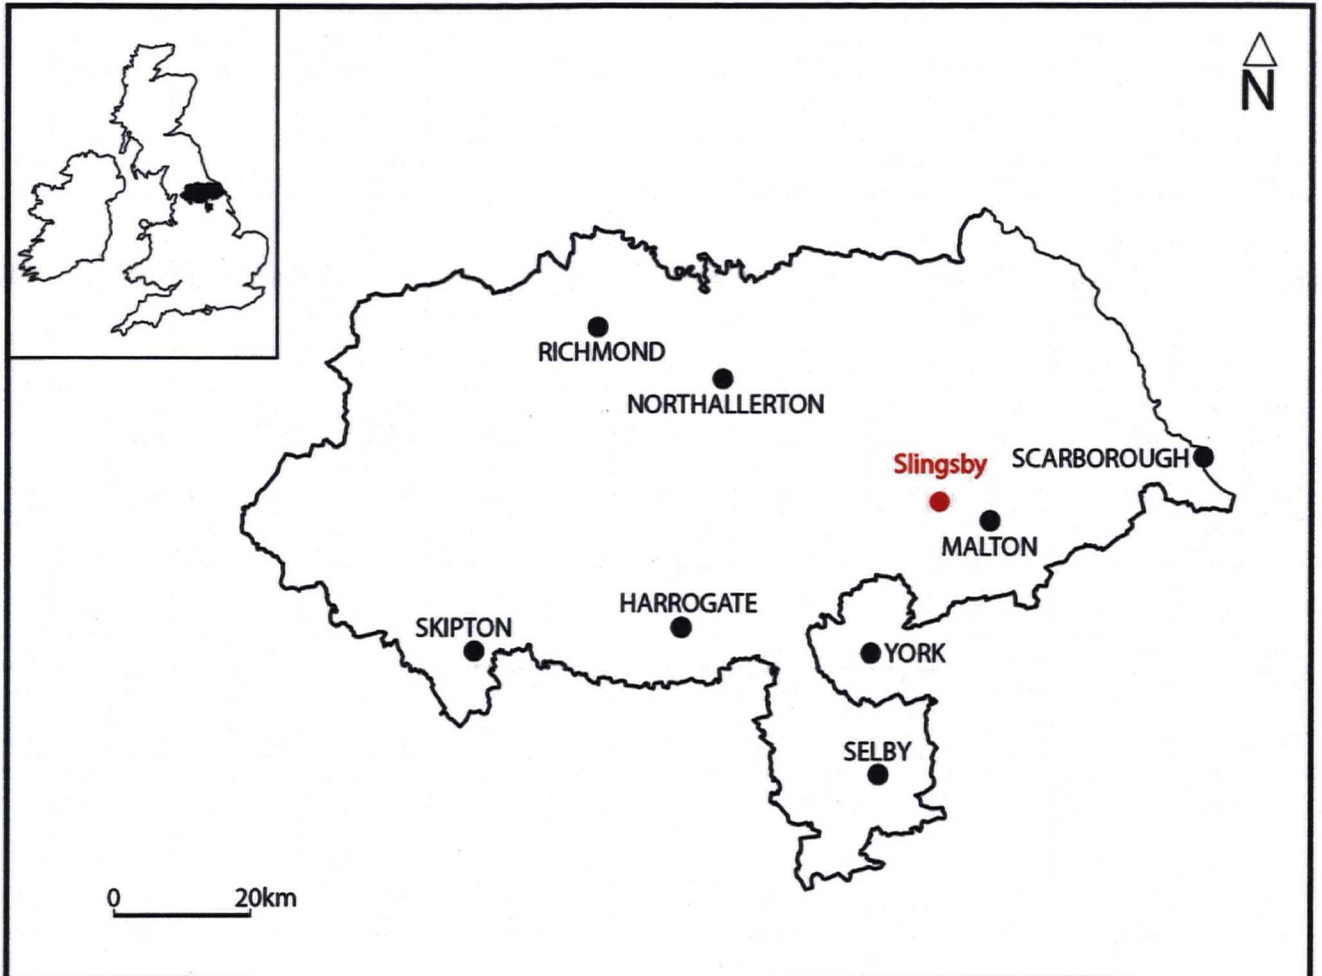 N
RICHMOND
NORTHALLERTON
Slingsby
SCARBOROUGH
MALTON
HARROGATE
SKIPTON
YORK
SELBY
0 20km